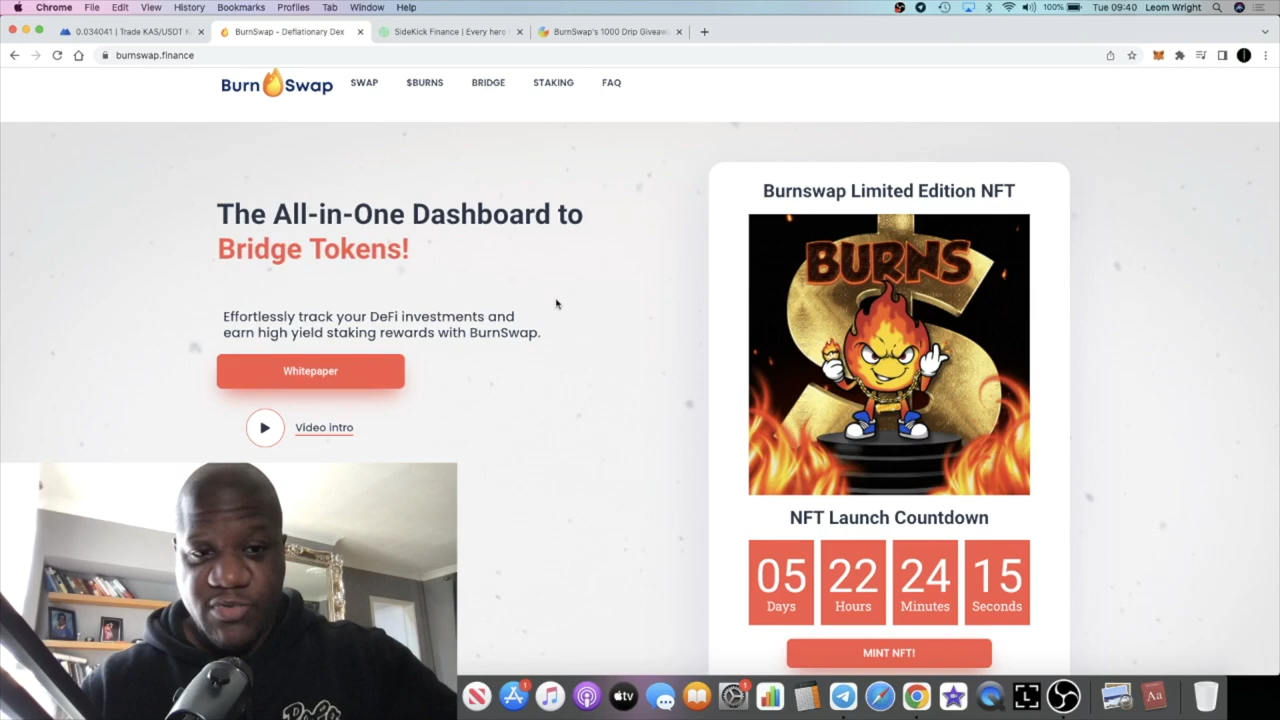 Chrome File Edit View History Bookmarks Profiles Tab Window Help 100% Tue 09:40 Leom Wright
0.034041 | Trade KAS/USDT BurnSwap - Deflationary Dex SideKick Finance | Every hero BurnSwap's 1000 Drip Giveaw
burnswap.finance
Burn Swap SWAP $BURNS BRIDGE STAKING FAQ
The All-in-One Dashboard to
Bridge Tokens!
Effortlessly track your DeFi investments and
earn high yield staking rewards with BurnSwap.
Whitepaper
Video intro
Burnswap Limited Edition NFT
BURNS
NFT Launch Countdown
05 22 24 15
Days Hours Minutes Seconds
MINT NFT!
tv
Aa